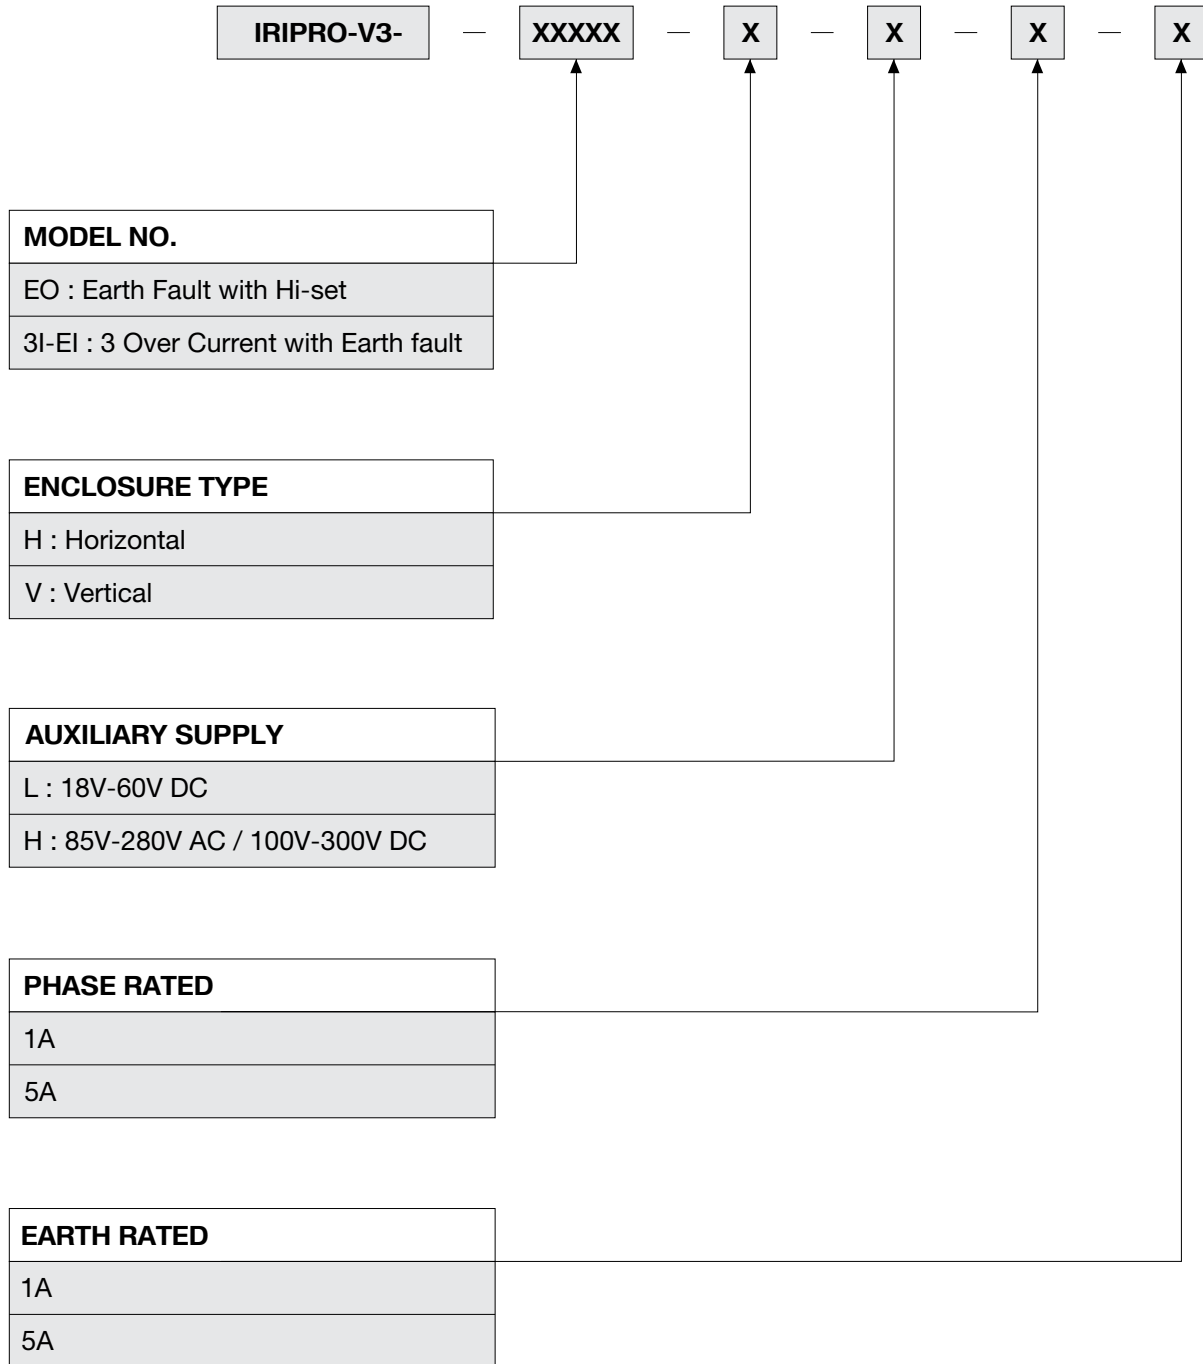 IRIPRO-V3- — XXXXX — X — X — X — X
MODEL NO.
EO : Earth Fault with Hi-set
3I-EI : 3 Over Current with Earth fault
ENCLOSURE TYPE
H : Horizontal
V : Vertical
AUXILIARY SUPPLY
L : 18V-60V DC
H : 85V-280V AC / 100V-300V DC
PHASE RATED
1A
5A
EARTH RATED
1A
5A